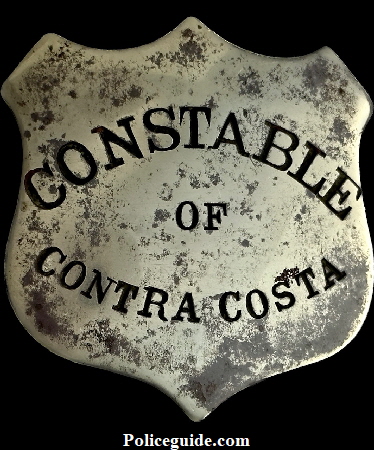 CONSTABLE
OF
CONTRA COSTA
Policeguide.com